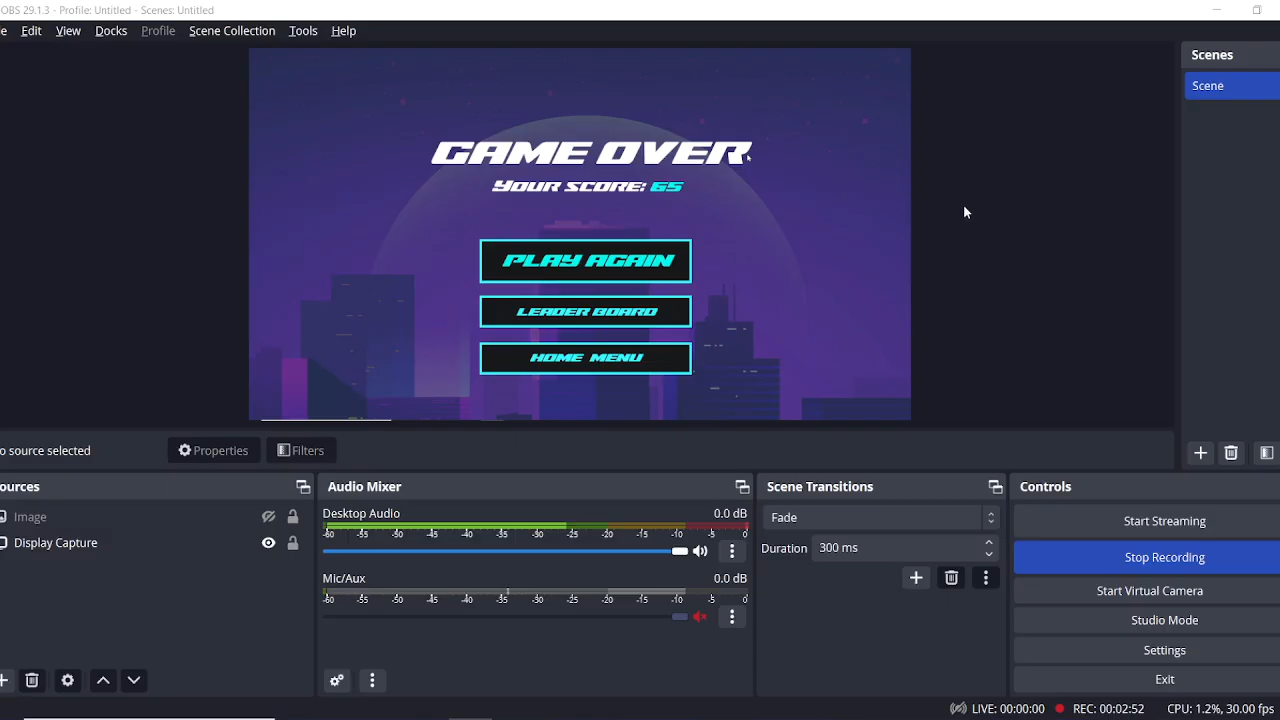 OBS 29.1.3 - Profile: Untitled - Scenes: Untitled
Edit View Docks Profile Scene Collection Tools Help
Scenes
Scene
GAME OVER
YOUR SCORE: 65
PLAY AGAIN
LEADER BOARD
HOME MENU
o source selected
Properties
Filters
ources
Image
Display Capture
Audio Mixer
Desktop Audio 0.0 dB
-60 -55 -50 -45 -40 -35 -30 -25 -20 -15 -10 -5 0
Mic/Aux 0.0 dB
-60 -55 -50 -45 -40 -35 -30 -25 -20 -15 -10 -5 0
Scene Transitions
Fade
Duration 300 ms
Controls
Start Streaming
Stop Recording
Start Virtual Camera
Studio Mode
Settings
Exit
LIVE: 00:00:00 REC: 00:02:52 CPU: 1.2%, 30.00 fps